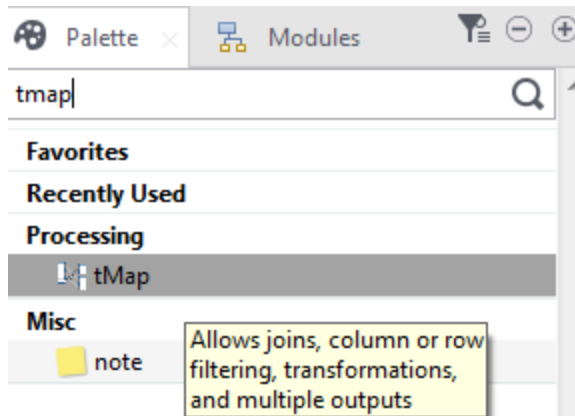 Palette
Modules
tmap
Favorites
Recently Used
Processing
tMap
Misc
note
Allows joins, column or row
filtering, transformations,
and multiple outputs